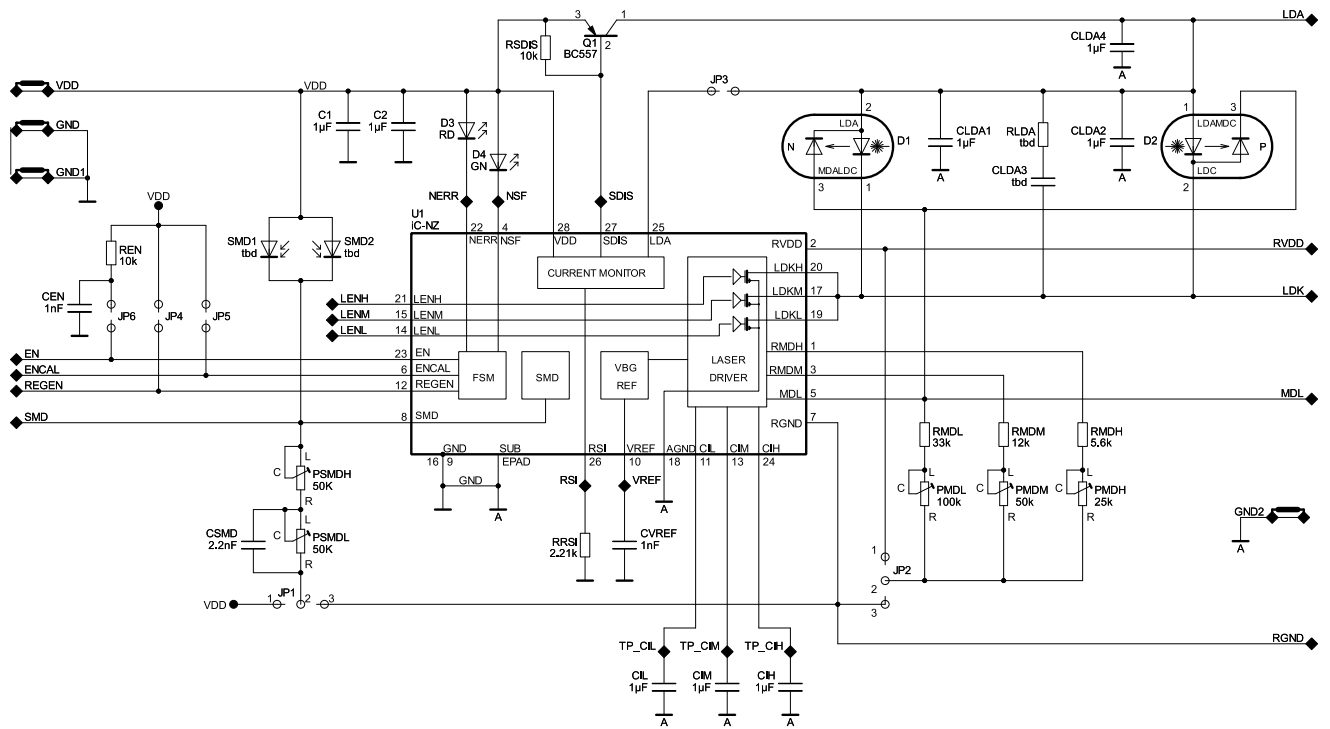 3 1 LDA
RSDIS
10k
Q1
BC557
2
CLDA4
1µF
A
VDD
VDD
JP3
GND
C1
1µF
C2
1µF
D3
RD
D4
GN
2
LDA
N
D1
MDALDC
3 1
CLDA1
1µF
A
RLDA
tbd
CLDA3
tbd
CLDA2
1µF
A
1 3
LDAMDC
D2 P
LDC
2
GND1
VDD
NERR NSF SDIS
U1
iC-NZ
22 4 28 27 25
NERR NSF VDD SDIS LDA
REN
10k
SMD1
tbd
SMD2
tbd
CURRENT MONITOR
RVDD 2 RVDD
LDKH 20
CEN
1nF
JP6 JP4 JP5
LENH 21 LENH
LENM 15 LENM
LENL 14 LENL
LDKM 17 LDK
LDKL 19
EN 23 EN
ENCAL 6 ENCAL
REGEN 12 REGEN
FSM
SMD
VBG
REF
LASER
DRIVER
RMDH 1
RMDM 3
MDL 5 MDL
SMD 8 SMD
RGND 7
GND SUB RSI VREF AGND CIL CIM CIH
16 9 EPAD 26 10 18 11 13 24
RMDL
33k
RMDM
12k
RMDH
5,6k
L
C PSMDH
50K
R
GND
A
RSI VREF
A
L
C PMDL
100k
R
L
C PMDM
50k
R
L
C PMDH
25k
R
GND2
A
CSMD
2.2nF
L
C PSMDL
50K
R
RRSI
2.21k
CVREF
1nF
1
JP2
2
3
VDD 1 JP1 2 3
TP_CIL TP_CIM TP_CIH RGND
CIL
1µF
CIM
1µF
CIH
1µF
A A A